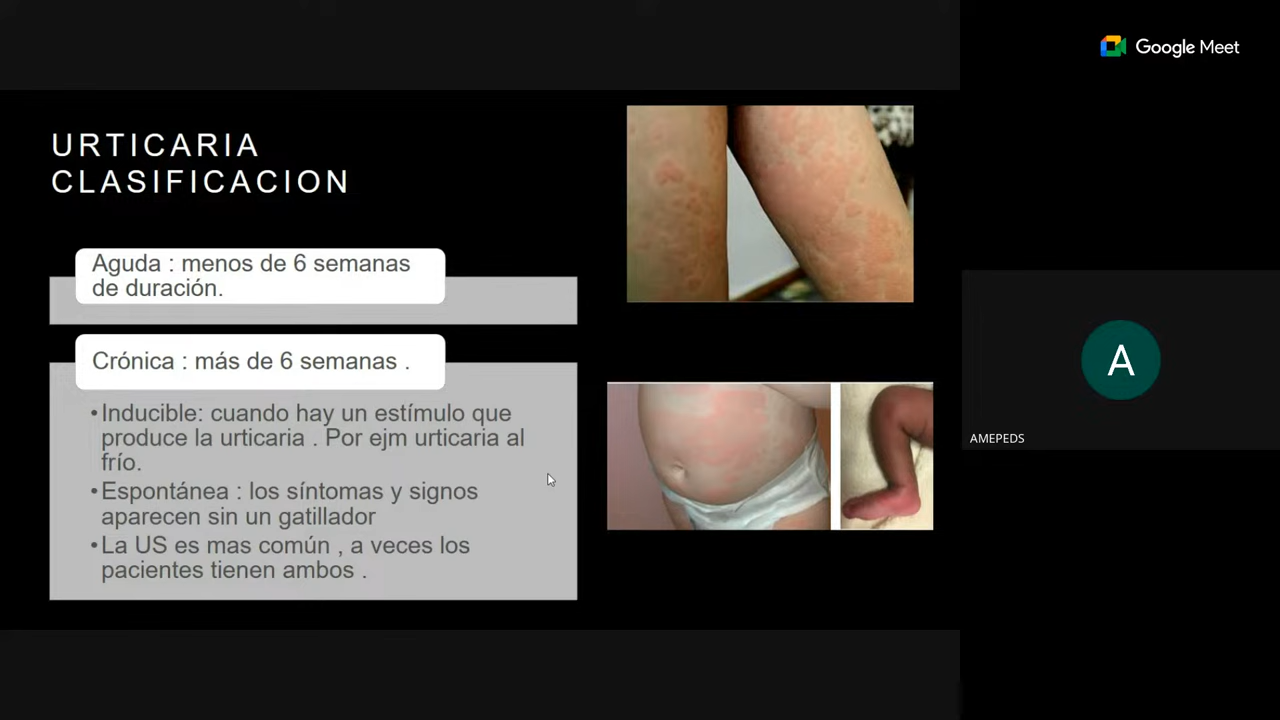 Google Meet
URTICARIA
CLASIFICACION
Aguda : menos de 6 semanas
de duración.
Crónica : más de 6 semanas .
•Inducible: cuando hay un estímulo que
produce la urticaria . Por ejm urticaria al
frío.
•Espontánea : los síntomas y signos
aparecen sin un gatillador
•La US es mas común , a veces los
pacientes tienen ambos .
A
AMEPEDS